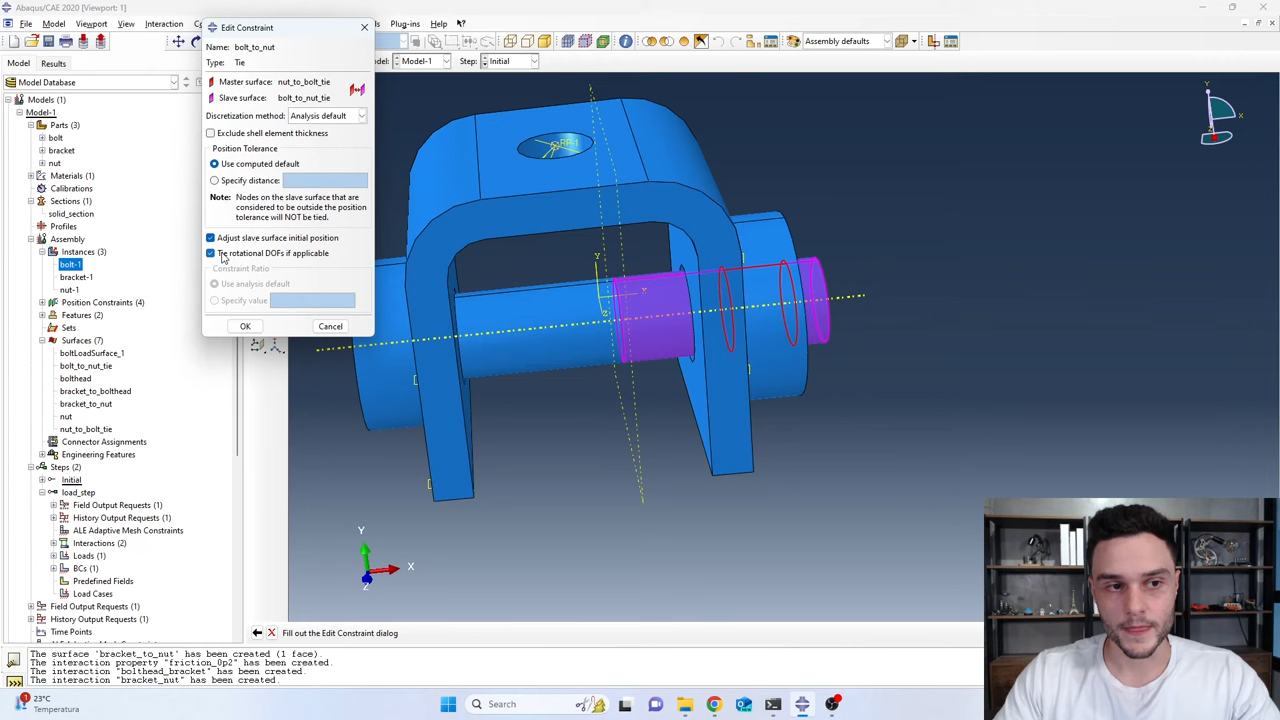 Abaqus/CAE 2020 [Viewport: 1]
File Model Viewport View Interaction Plug-ins Help
Assembly defaults
Model Results
Model-1 Step: Initial
Model Database
Models (1)
Model-1
Parts (3)
bolt
bracket
nut
Materials (1)
Calibrations
Sections (1)
solid_section
Profiles
Assembly
Instances (3)
bolt-1
bracket-1
nut-1
Position Constraints (4)
Features (2)
Sets
Surfaces (7)
boltLoadSurface_1
bolt_to_nut_tie
bolthead
bracket_to_bolthead
bracket_to_nut
nut
nut_to_bolt_tie
Connector Assignments
Engineering Features
Steps (2)
Initial
load_step
Field Output Requests (1)
History Output Requests (1)
ALE Adaptive Mesh Constraints
Interactions (2)
Loads (1)
BCs (1)
Predefined Fields
Load Cases
Field Output Requests (1)
History Output Requests (1)
Time Points
Edit Constraint
Name: bolt_to_nut
Type: Tie
Master surface: nut_to_bolt_tie
Slave surface: bolt_to_nut_tie
Discretization method: Analysis default
Exclude shell element thickness
Position Tolerance
Use computed default
Specify distance:
Note: Nodes on the slave surface that are
considered to be outside the position
tolerance will NOT be tied.
Adjust slave surface initial position
Tie rotational DOFs if applicable
Constraint Ratio
Use analysis default
Specify value
OK Cancel
RP-1
Y
Y
Z
Y
X
Y
X
Z
Fill out the Edit Constraint dialog
The surface 'bracket_to_nut' has been created (1 face).
The interaction property "friction_0p2" has been created.
The interaction "bolthead_bracket" has been created.
The interaction "bracket_nut" has been created.
23°C
Temperatura
Search